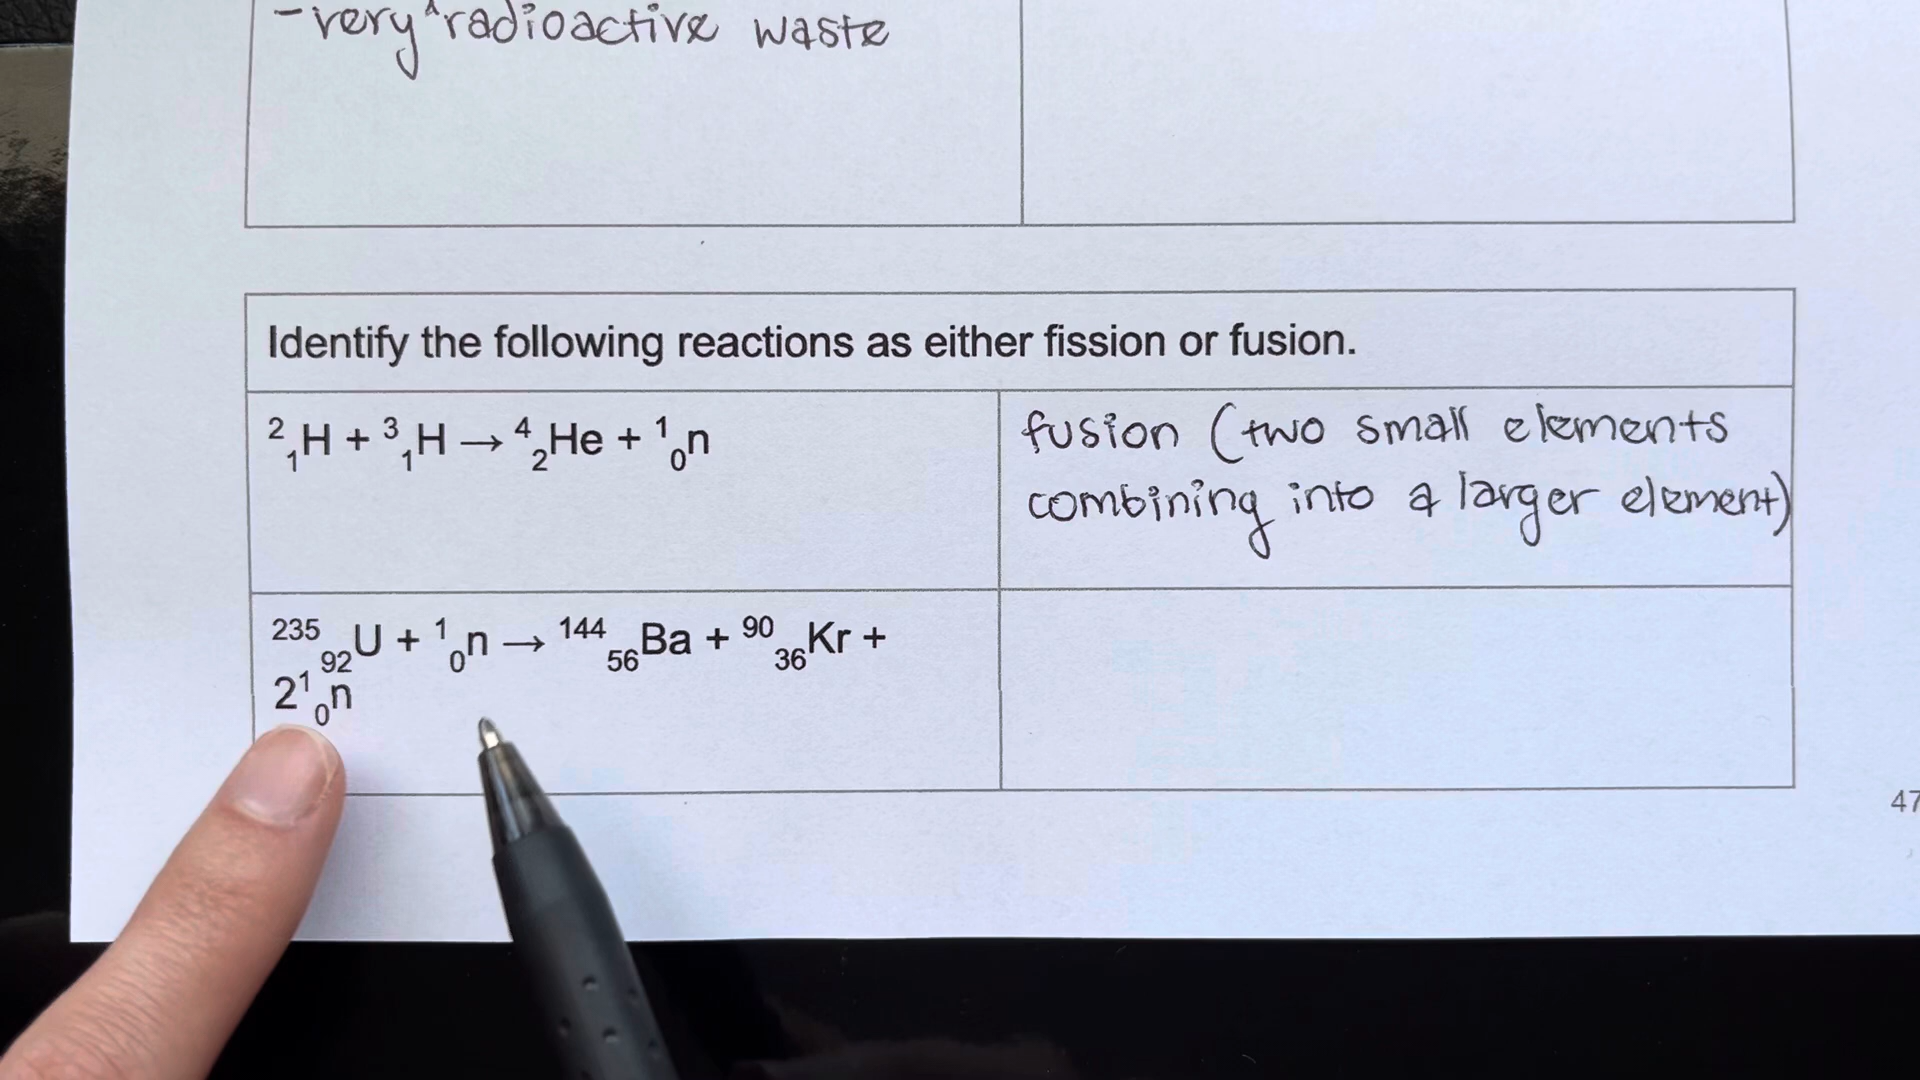 -very radioactive waste
Identify the following reactions as either fission or fusion.
²₁H + ³₁H → ⁴₂He + ¹₀n
fusion (two small elements
combining into a larger element)
²³⁵₉₂U + ¹₀n → ¹⁴⁴₅₆Ba + ⁹⁰₃₆Kr +
2¹₀n
47